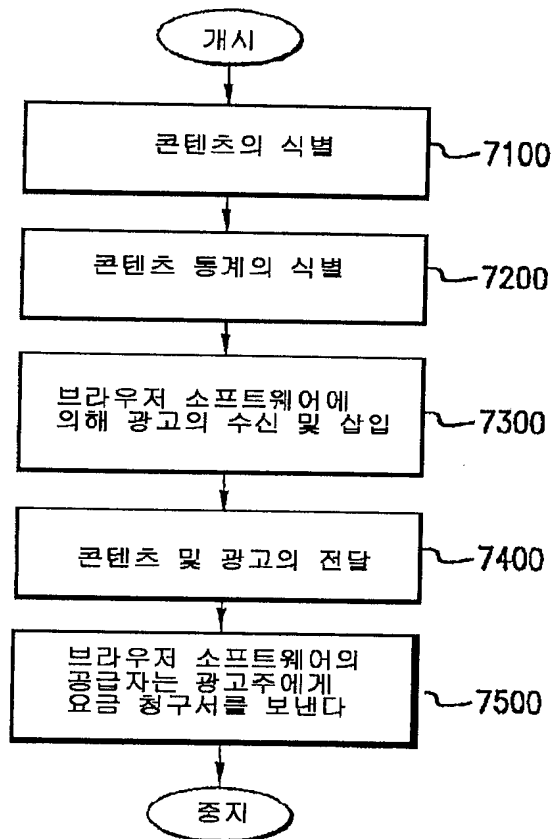 개시
콘텐츠의 식별
7100
콘텐츠 통계의 식별
7200
브라우저 소프트웨어에
의해 광고의 수신 및 삽입
7300
콘텐츠 및 광고의 전달
7400
브라우저 소프트웨어의
공급자는 광고주에게
요금 청구서를 보낸다
7500
중지